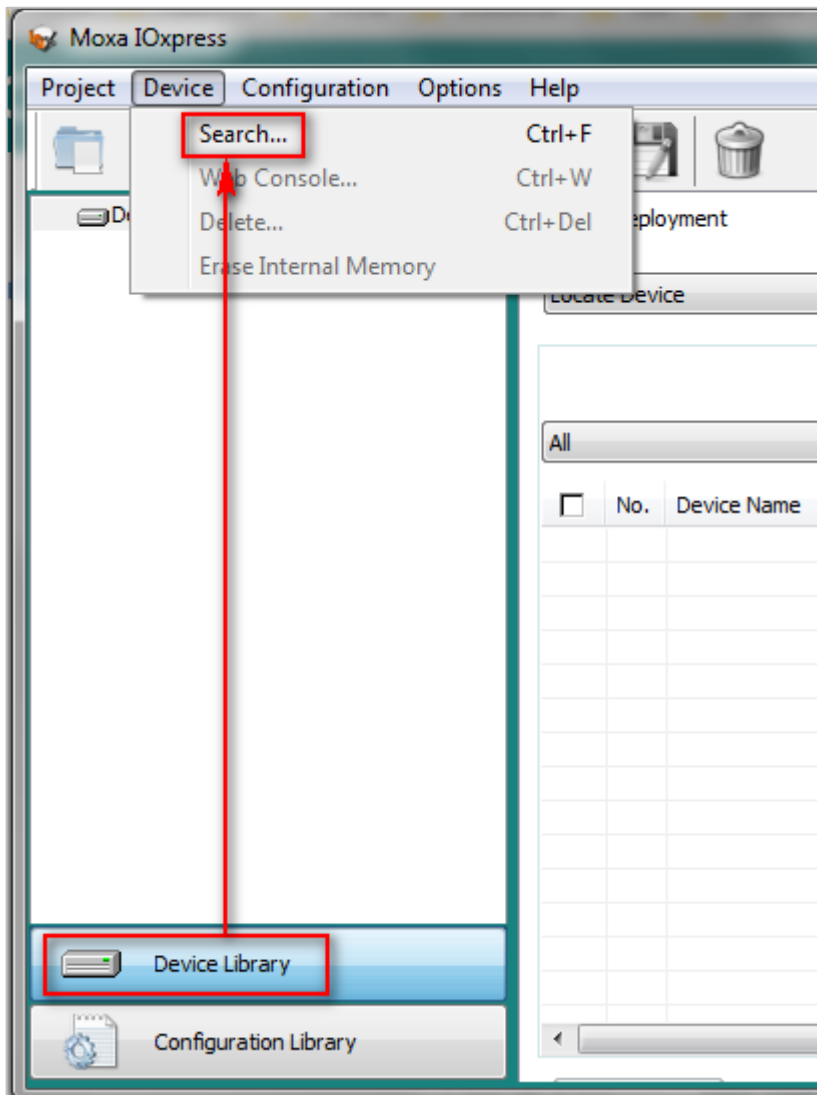 Moxa IOxpress
Project Device Configuration Options Help
Search... Ctrl+F
Web Console... Ctrl+W
Delete... Ctrl+Del
Erase Internal Memory
Locate Device
All
No. Device Name
Device Library
Configuration Library